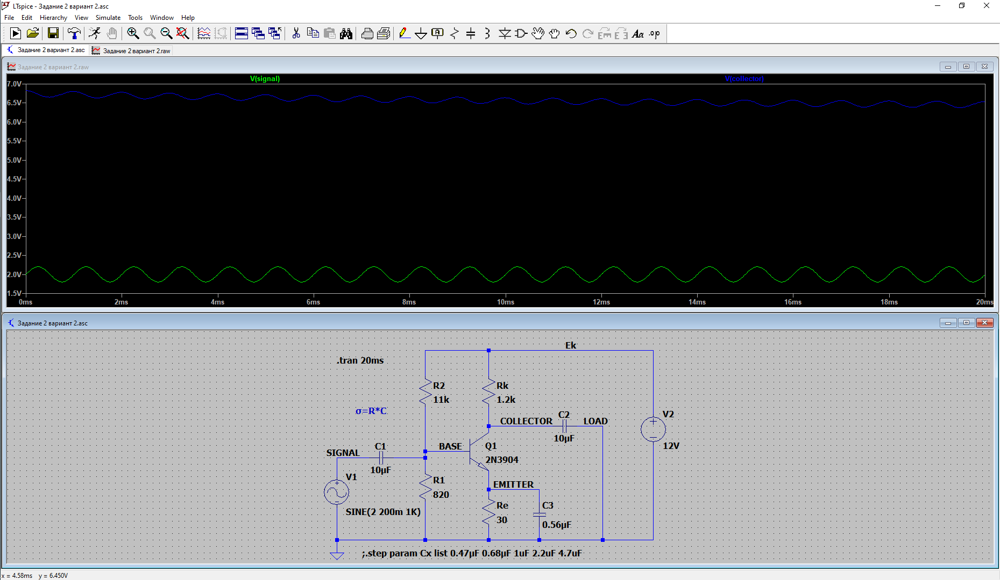 LTspice - Задание 2 вариант 2.asc
File Edit Hierarchy View Simulate Tools Window Help
Задание 2 вариант 2.asc Задание 2 вариант 2.raw
Задание 2 вариант 2.raw
V(signal) V(collector)
7.0V
6.5V
6.0V
5.5V
5.0V
4.5V
4.0V
3.5V
3.0V
2.5V
2.0V
1.5V
0ms 2ms 4ms 6ms 8ms 10ms 12ms 14ms 16ms 18ms 20ms
Задание 2 вариант 2.asc
Ek
.tran 20ms
R2
11k
Rk
1.2k
σ=R*C
COLLECTOR
C2
10µF
LOAD
V2
12V
SIGNAL
C1
10µF
BASE
Q1
2N3904
V1
SINE(2 200m 1K)
R1
820
EMITTER
Re
30
C3
0.56µF
;.step param Cx list 0.47µF 0.68µF 1uF 2.2uF 4.7uF
x = 4.58ms y = 6.450V